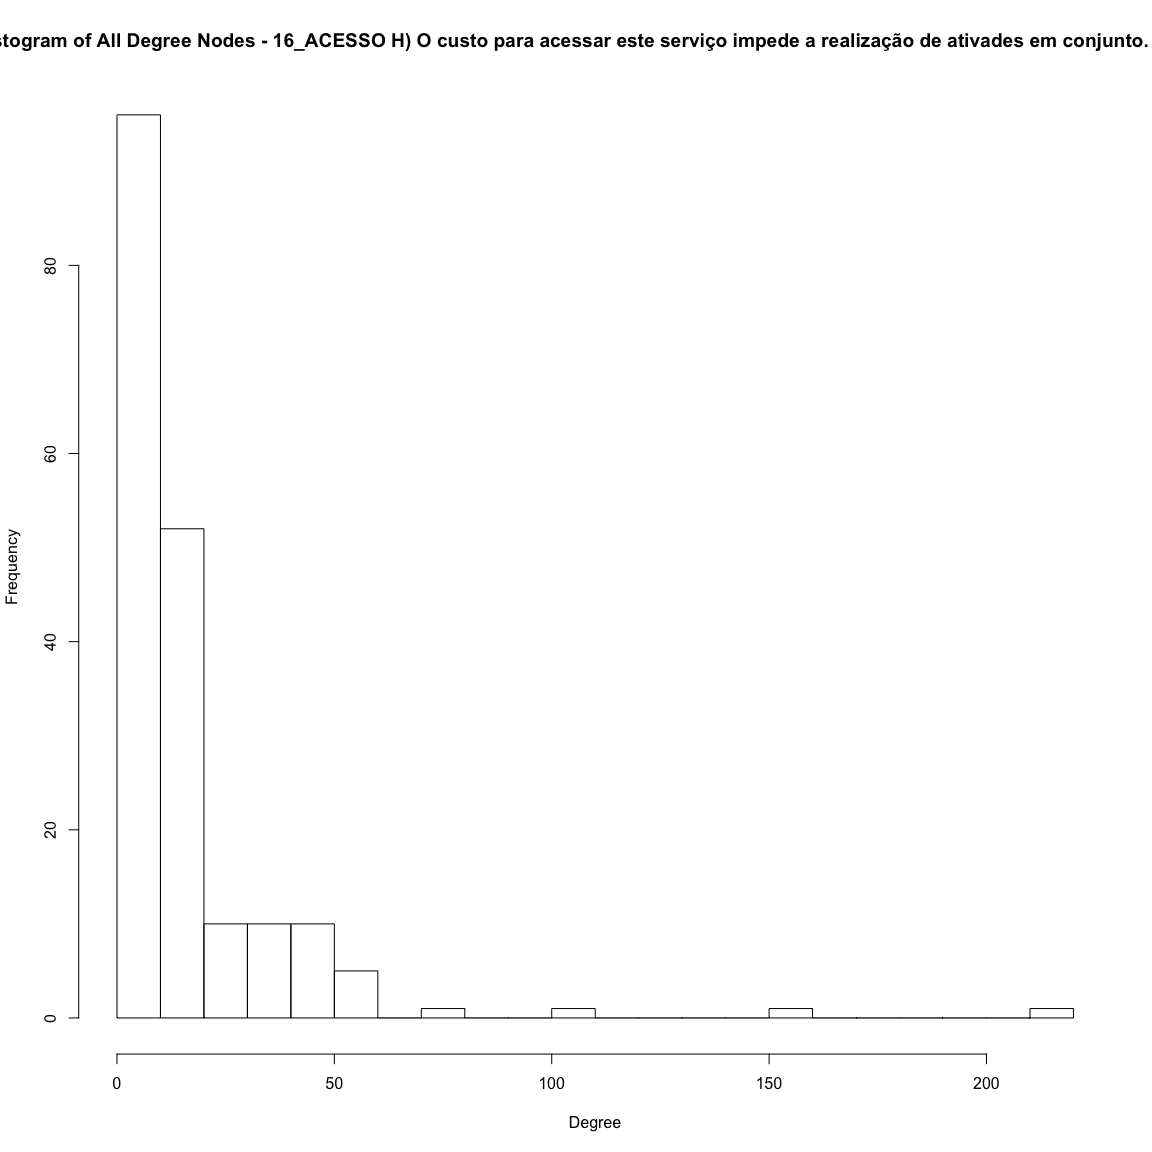 stogram of All Degree Nodes - 16_ACESSO H) O custo para acessar este serviço impede a realização de ativades em conjunto.
80
60
40
20
0
Frequency
0 50 100 150 200
Degree